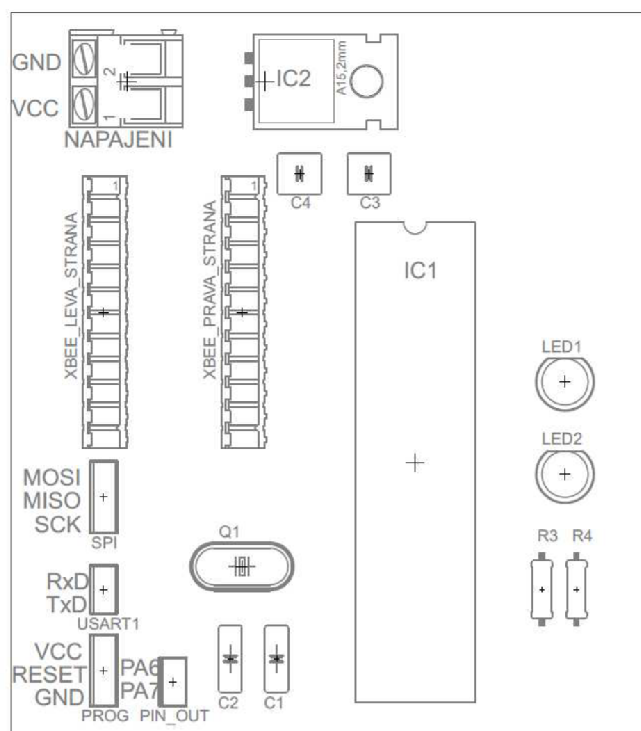 GND
VCC
2
1
NAPAJENI
IC2
A15,2mm
C4
C3
1
XBEE_LEVA_STRANA
1
XBEE_PRAVA_STRANA
IC1
LED1
LED2
MOSI
MISO
SCK
SPI
Q1
R3
R4
RxD
TxD
USART1
VCC
RESET
GND
PROG
PA6
PA7
PIN_OUT
C2
C1